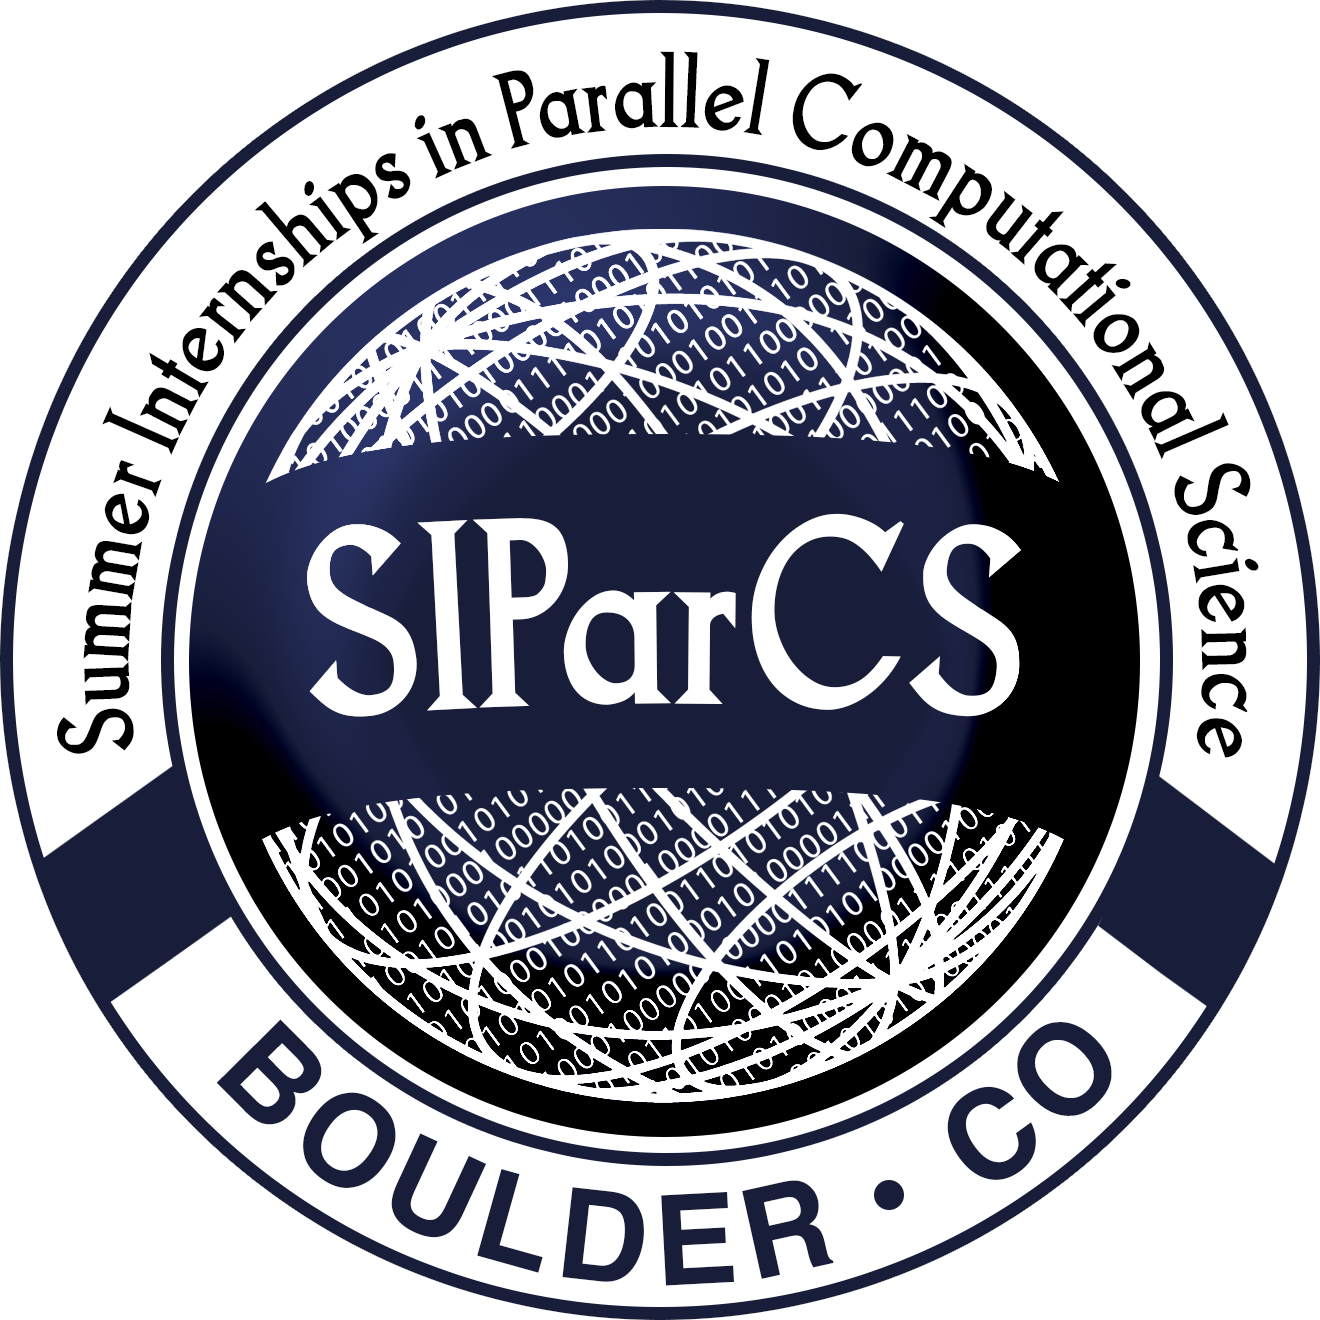 Summer Internships in Parallel Computational Science
SIParCS
BOULDER • CO